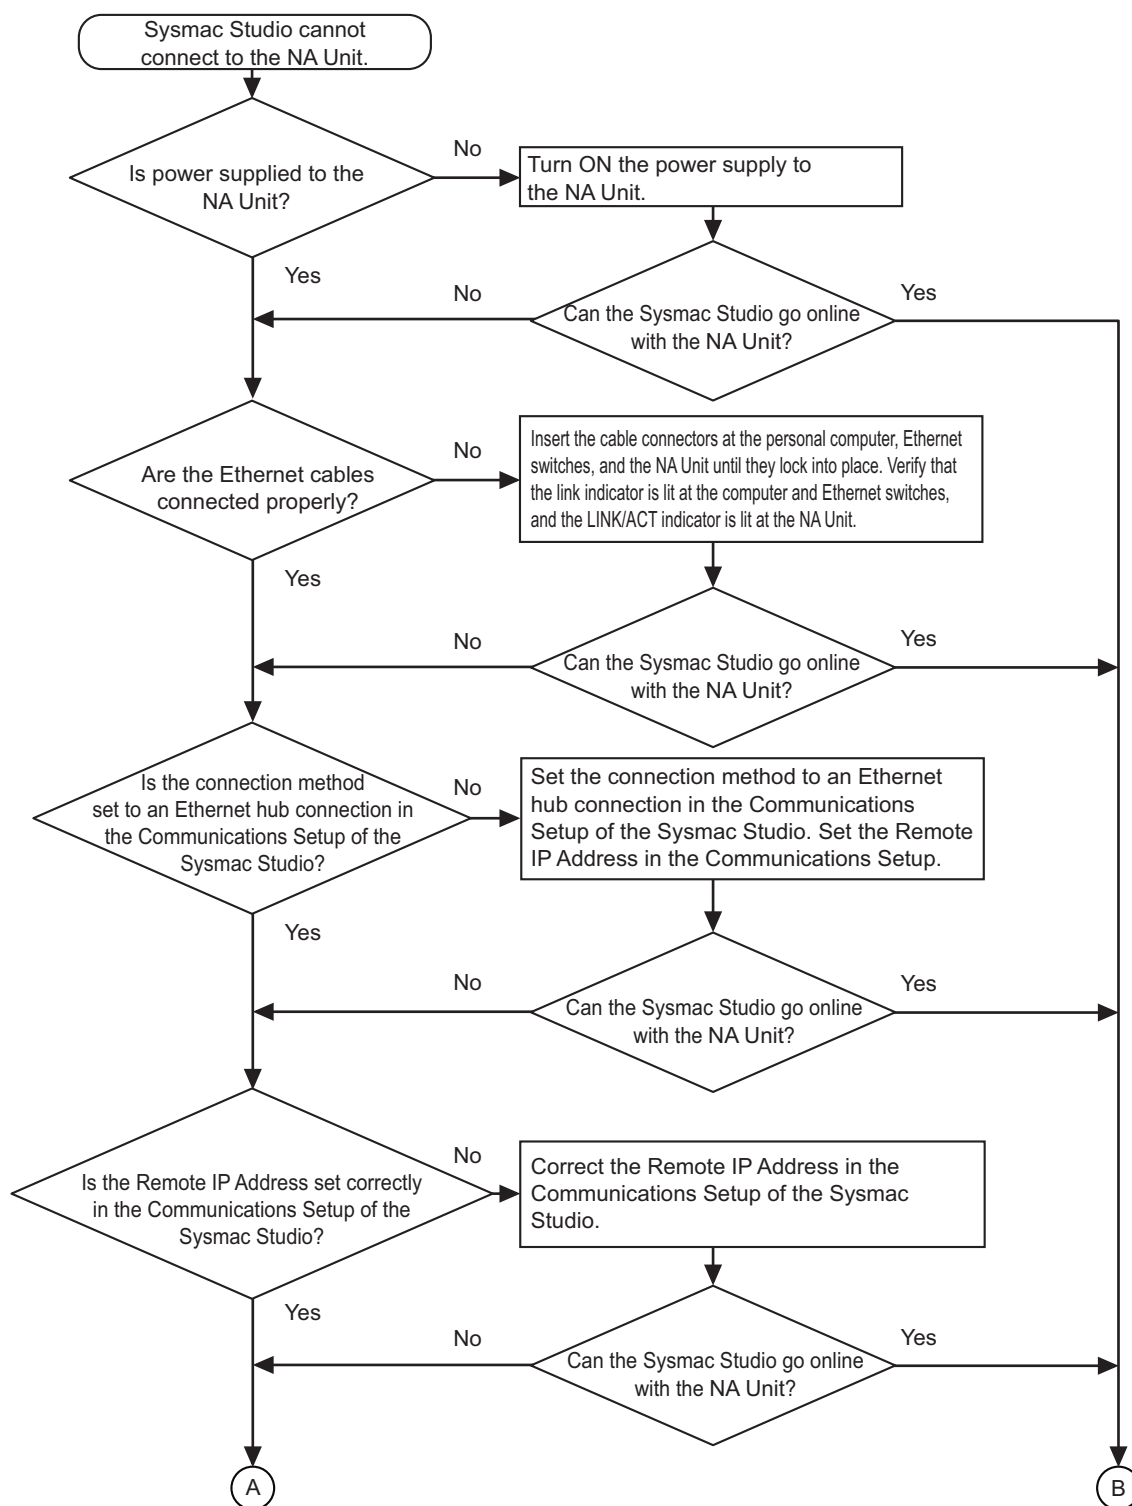 Sysmac Studio cannot
connect to the NA Unit.
Is power supplied to the
NA Unit?
No
Turn ON the power supply to
the NA Unit.
Yes
No
Can the Sysmac Studio go online
with the NA Unit?
Yes
Are the Ethernet cables
connected properly?
No
Insert the cable connectors at the personal computer, Ethernet
switches, and the NA Unit until they lock into place. Verify that
the link indicator is lit at the computer and Ethernet switches,
and the LINK/ACT indicator is lit at the NA Unit.
Yes
No
Can the Sysmac Studio go online
with the NA Unit?
Yes
Is the connection method
set to an Ethernet hub connection in
the Communications Setup of the
Sysmac Studio?
No
Set the connection method to an Ethernet
hub connection in the Communications
Setup of the Sysmac Studio. Set the Remote
IP Address in the Communications Setup.
Yes
No
Can the Sysmac Studio go online
with the NA Unit?
Yes
Is the Remote IP Address set correctly
in the Communications Setup of the
Sysmac Studio?
No
Correct the Remote IP Address in the
Communications Setup of the Sysmac
Studio.
Yes
No
Can the Sysmac Studio go online
with the NA Unit?
Yes
A
B